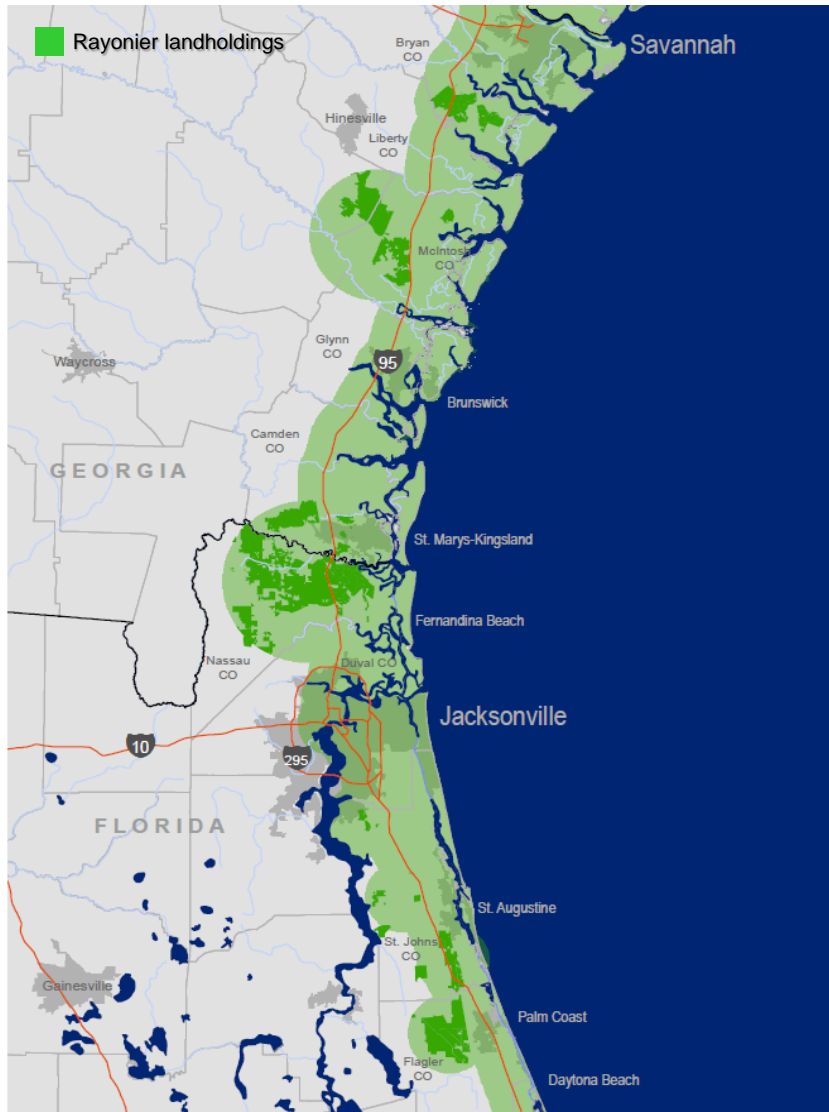 Rayonier landholdings
Bryan
CO
Savannah
Hinesville
Liberty
CO
McIntosh
CO
Glynn
CO
95
Waycross
Brunswick
Camden
CO
GEORGIA
St. Marys-Kingsland
Fernandina Beach
Nassau
CO
Duval CO
Jacksonville
10
295
FLORIDA
St. Augustine
St. Johns
CO
Gainesville
Palm Coast
Flagler
CO
Daytona Beach